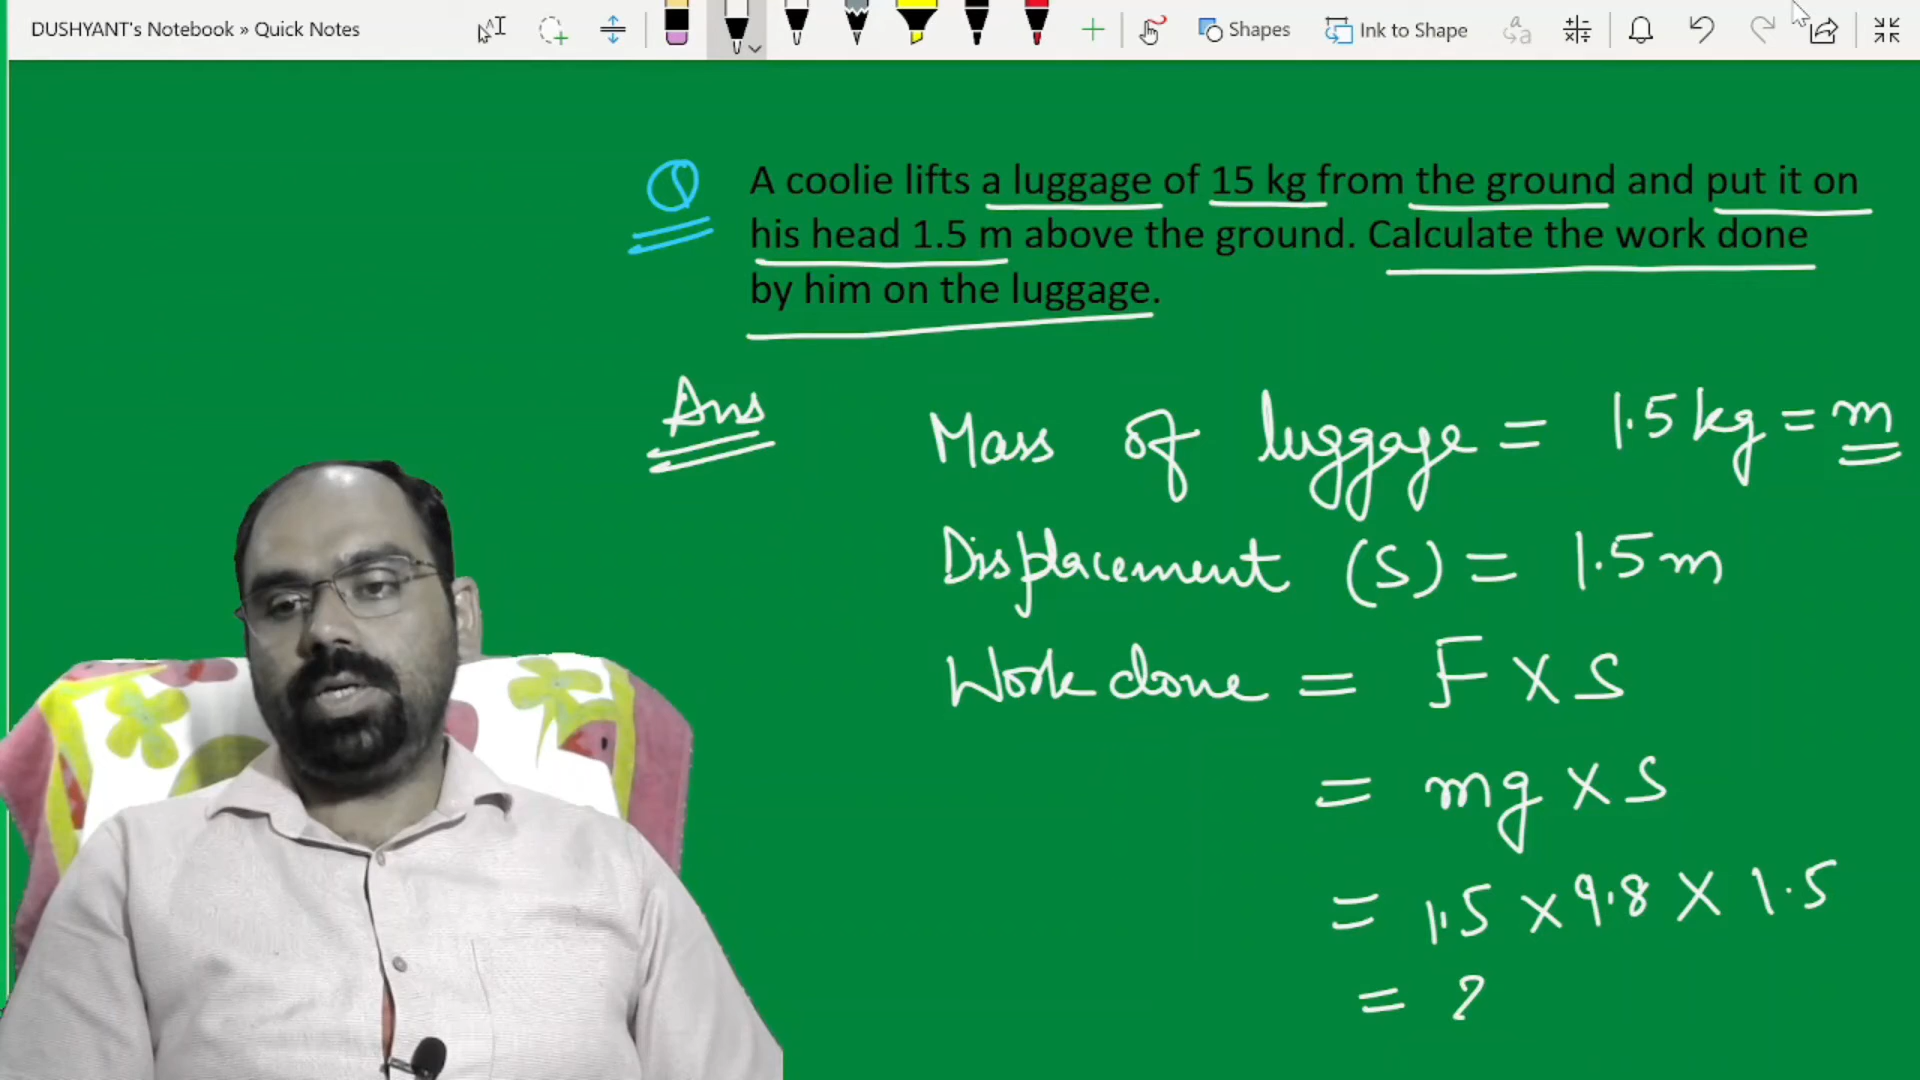 DUSHYANT's Notebook » Quick Notes
Shapes
Ink to Shape
Q A coolie lifts a luggage of 15 kg from the ground and put it on
his head 1.5 m above the ground. Calculate the work done
by him on the luggage.
Ans Mass of luggage = 1.5 kg = m
Displacement (S) = 1.5 m
Work done = F × S
= mg × S
= 1.5 × 9.8 × 1.5
= 2